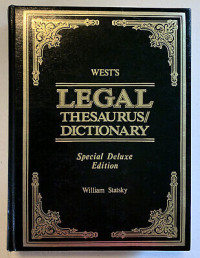 WEST'S
LEGAL
THESAURUS/
DICTIONARY
Special Deluxe
Edition
William Statsky